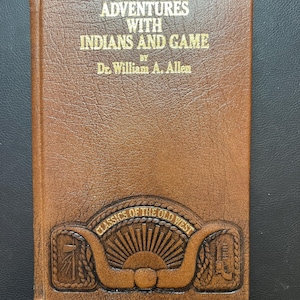 ADVENTURES
WITH
INDIANS AND GAME
BY
Dr. William A. Allen
CLASSICS OF THE OLD WEST